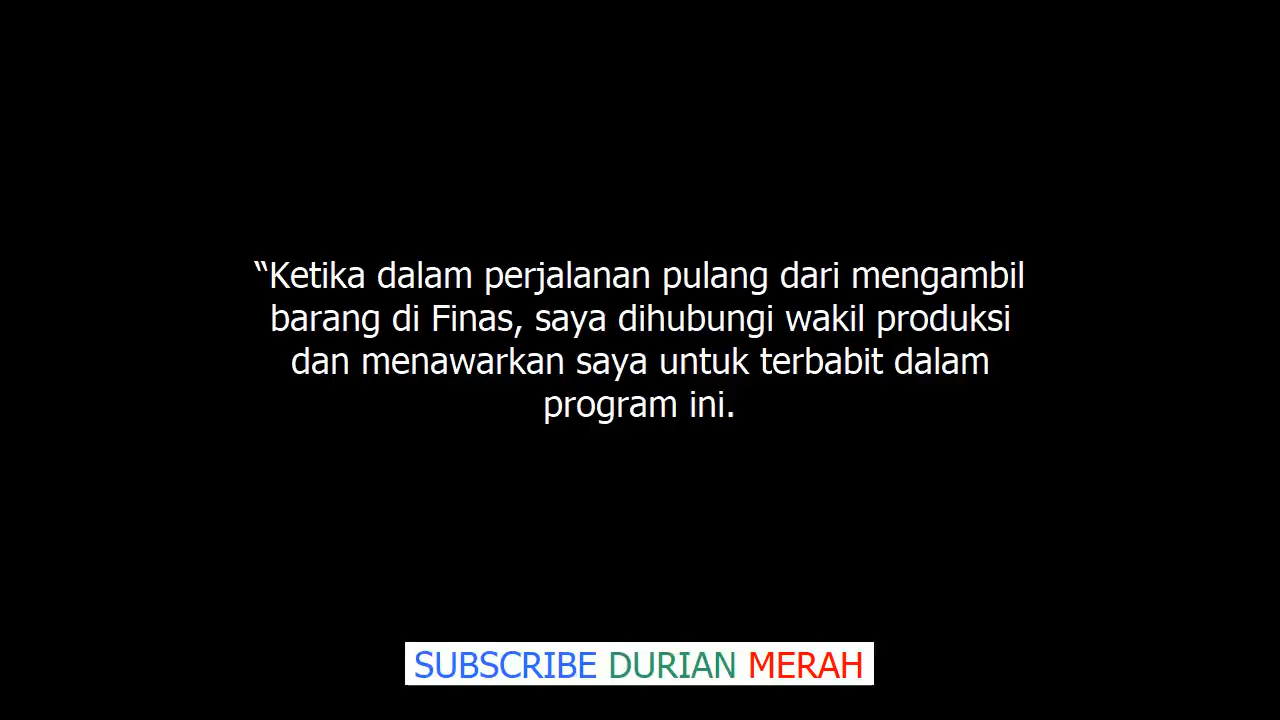 “Ketika dalam perjalanan pulang dari mengambil
barang di Finas, saya dihubungi wakil produksi
dan menawarkan saya untuk terbabit dalam
program ini.
SUBSCRIBE DURIAN MERAH